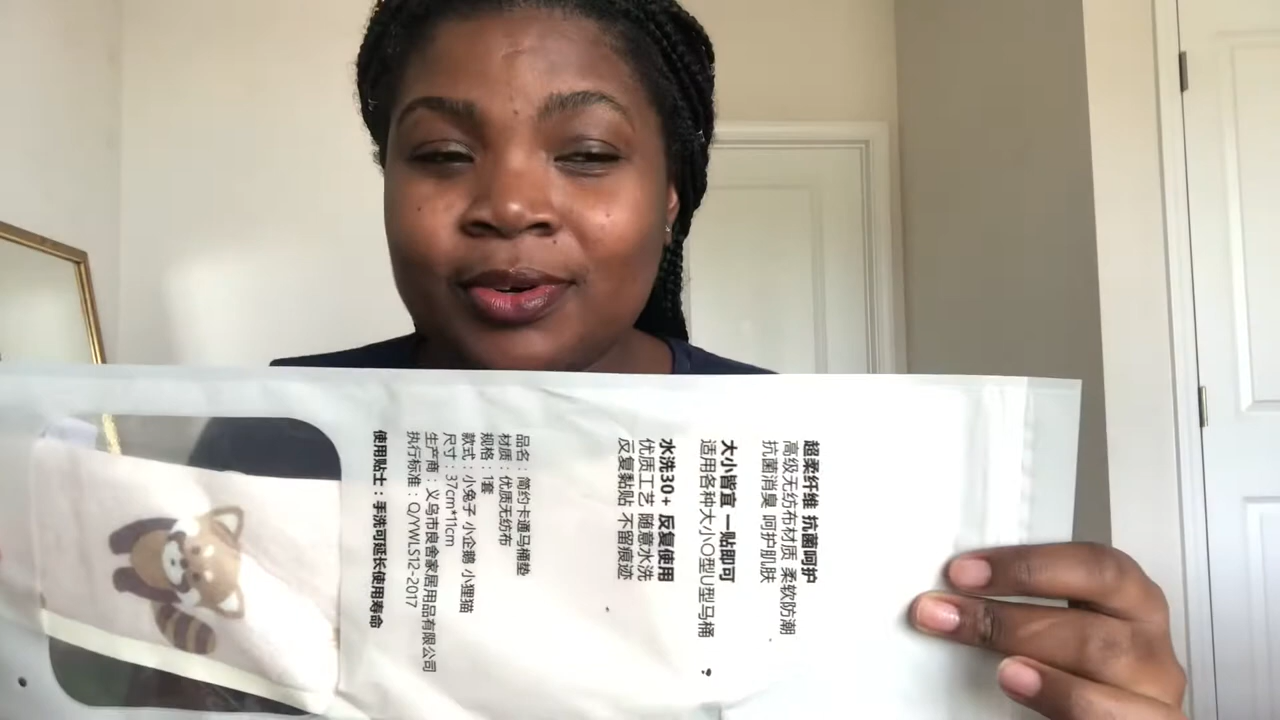 超柔纤维 抗菌呵护
高级无纺布材质 柔软防潮
抗菌消臭 呵护肌肤
大小皆宜 一贴即可
适用各种大小O型U型马桶
水洗30+ 反复使用
优质工艺 随意水洗
反复黏贴 不留痕迹
品名：简约卡通马桶垫
材质：优质无纺布
规格：1套
款式：小兔子 小企鹅 小狸猫
尺寸：37cm*11cm
生产商：义乌市良舍家居用品有限公司
执行标准：Q/YWLS12-2017
使用贴士：手洗可延长使用寿命